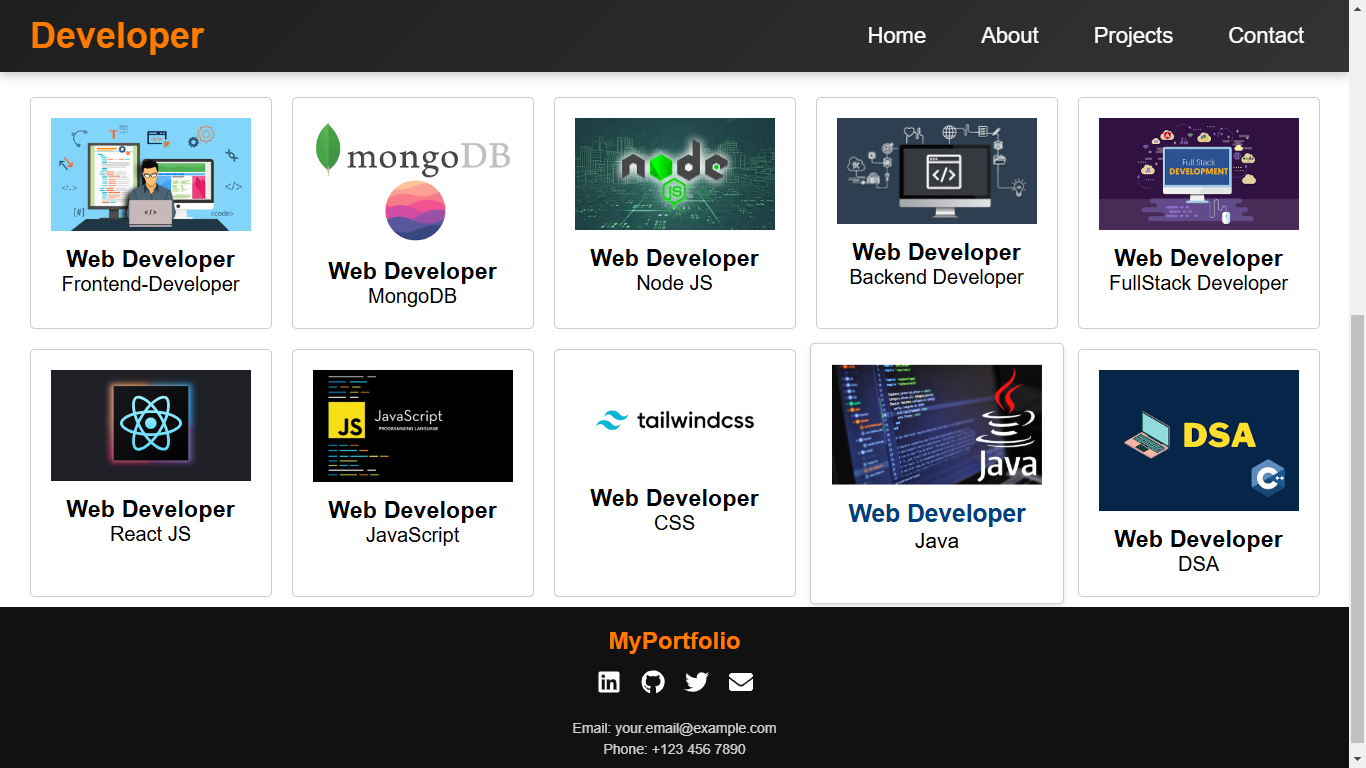 Developer
Home
About
Projects
Contact
T
</>
</>
[#]
</>
<code>
Web Developer
Frontend-Developer
mongoDB
Web Developer
MongoDB
node
JS
Web Developer
Node JS
</>
Web Developer
Backend Developer
Full Stack
DEVELOPMENT
Web Developer
FullStack Developer
Web Developer
React JS
JS
JavaScript
PROGRAMMING LANGUAGE
Web Developer
JavaScript
tailwindcss
Web Developer
CSS
Java
Web Developer
Java
DSA
C++
Web Developer
DSA
MyPortfolio
in
Email: your.email@example.com
Phone: +123 456 7890